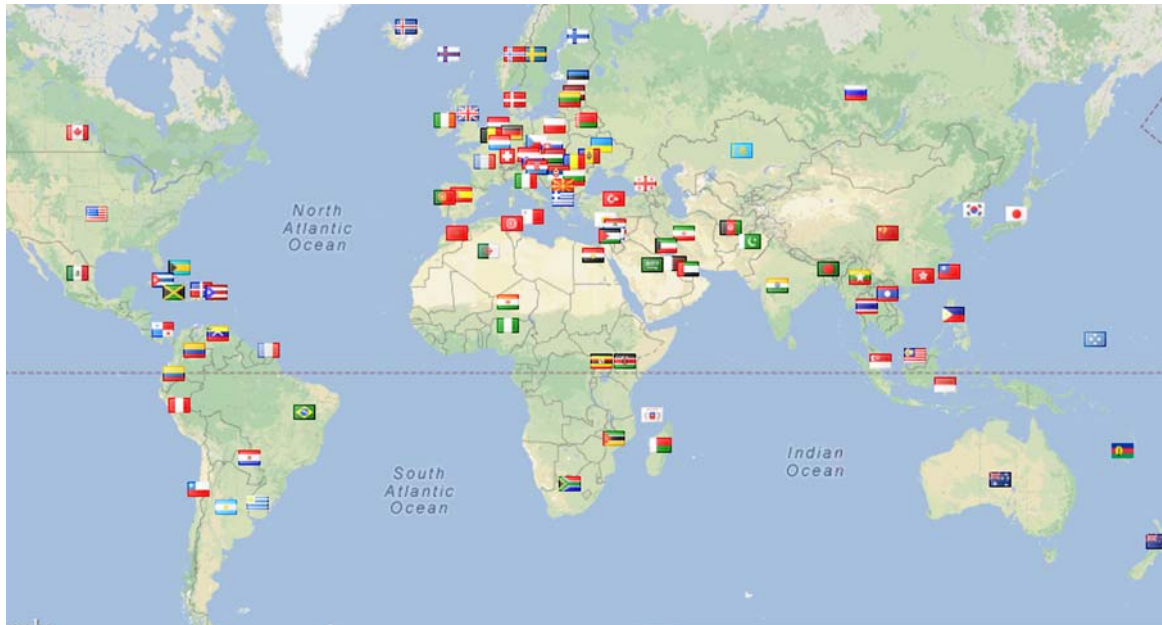 North
Atlantic
Ocean
South
Atlantic
Ocean
Indian
Ocean